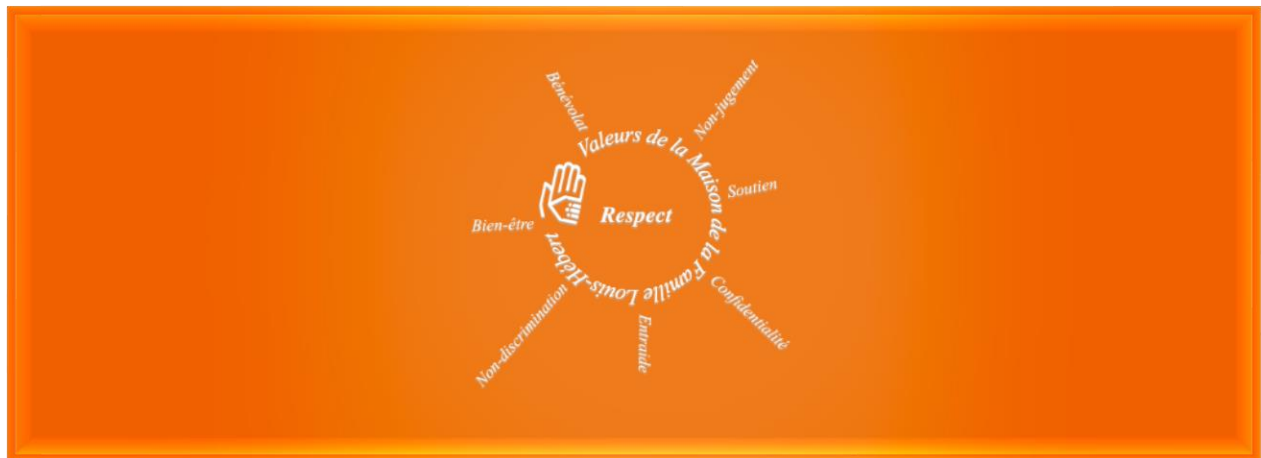 Bénévolat
Non-jugement
Valeurs de la Maison de la Famille Louis-Hébert
Soutien
Respect
Bien-être
Confidentialité
Non-discrimination
Entraide